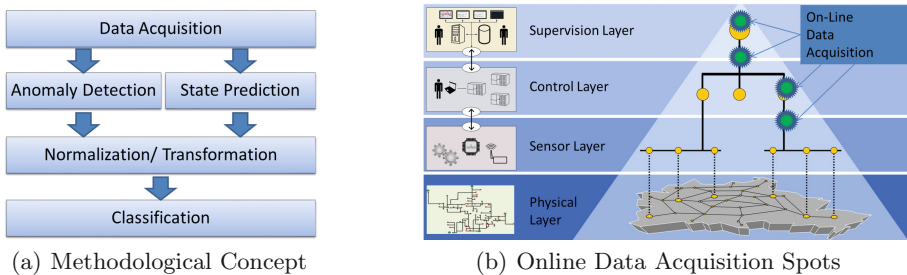 Data Acquisition
Anomaly Detection
State Prediction
Normalization/ Transformation
Classification
(a) Methodological Concept
Supervision Layer
Control Layer
Sensor Layer
Physical
Layer
On-Line
Data
Acquisition
(b) Online Data Acquisition Spots